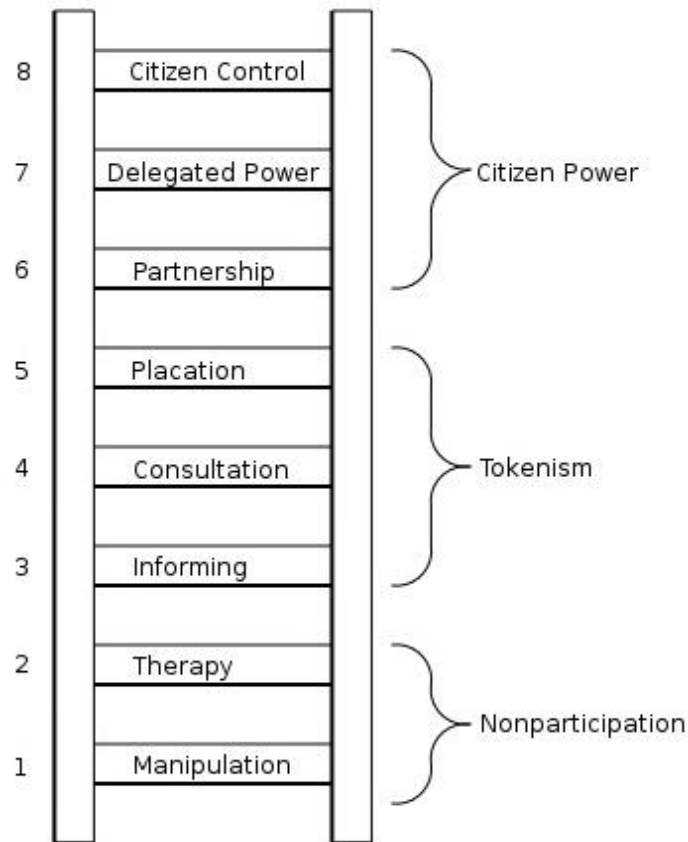 8 Citizen Control
7 Delegated Power
Citizen Power
6 Partnership
5 Placation
4 Consultation
Tokenism
3 Informing
2 Therapy
Nonparticipation
1 Manipulation